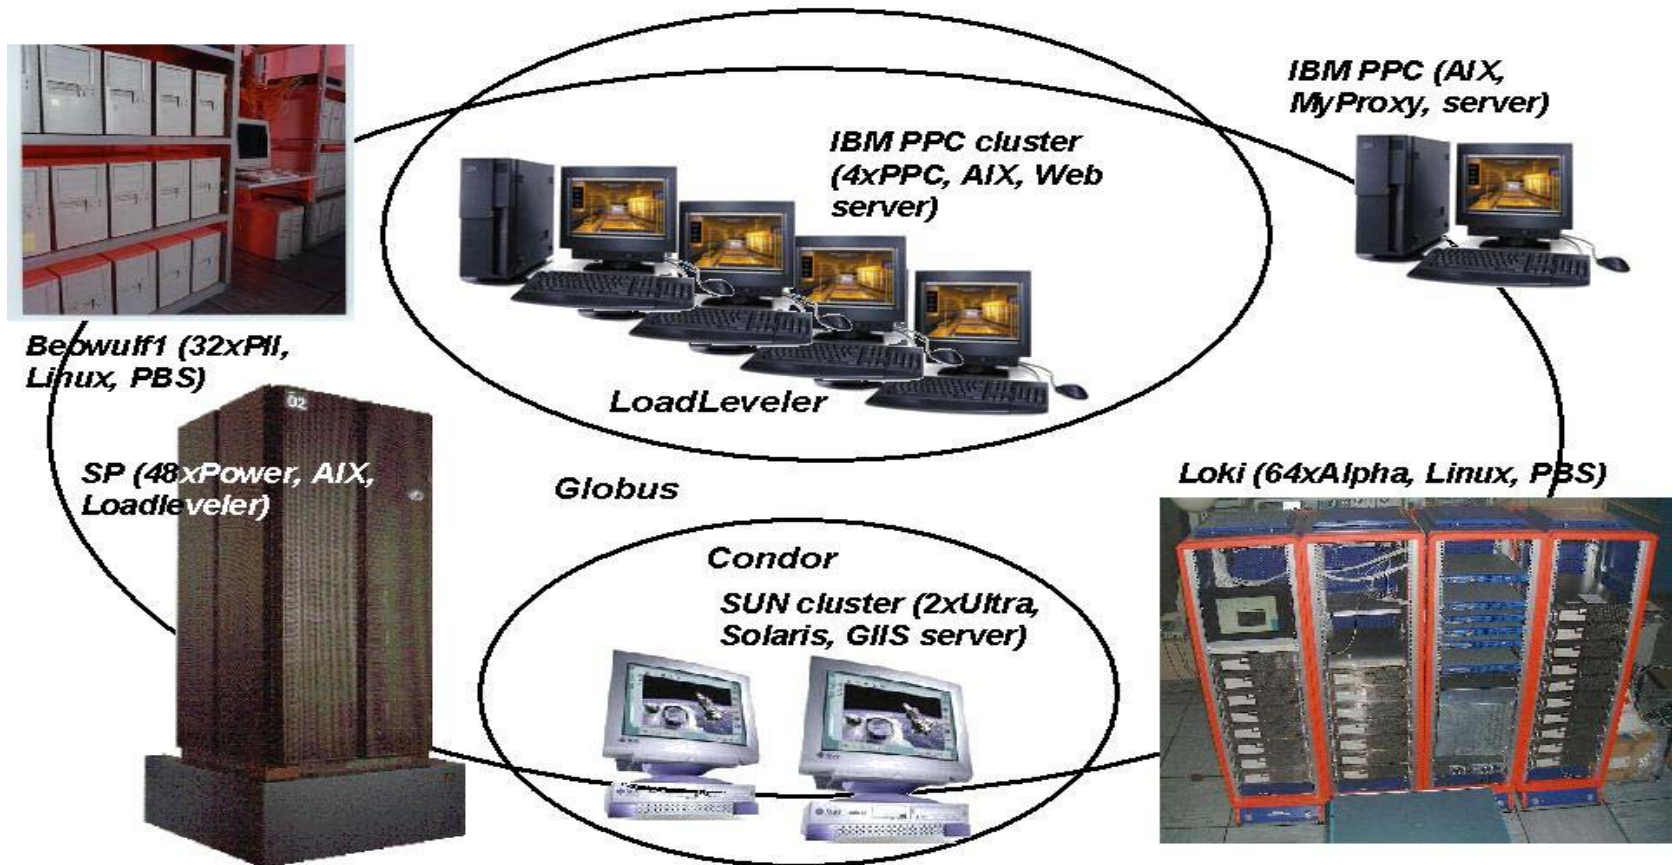 IBM PPC (AIX,
MyProxy, server)
IBM PPC cluster
(4xPPC, AIX, Web
server)
LoadLeveler
Beowulf1 (32xPII,
Linux, PBS)
02
SP (48xPower, AIX,
Loadleveler)
Globus
Loki (64xAlpha, Linux, PBS)
Condor
SUN cluster (2xUltra,
Solaris, GIIS server)